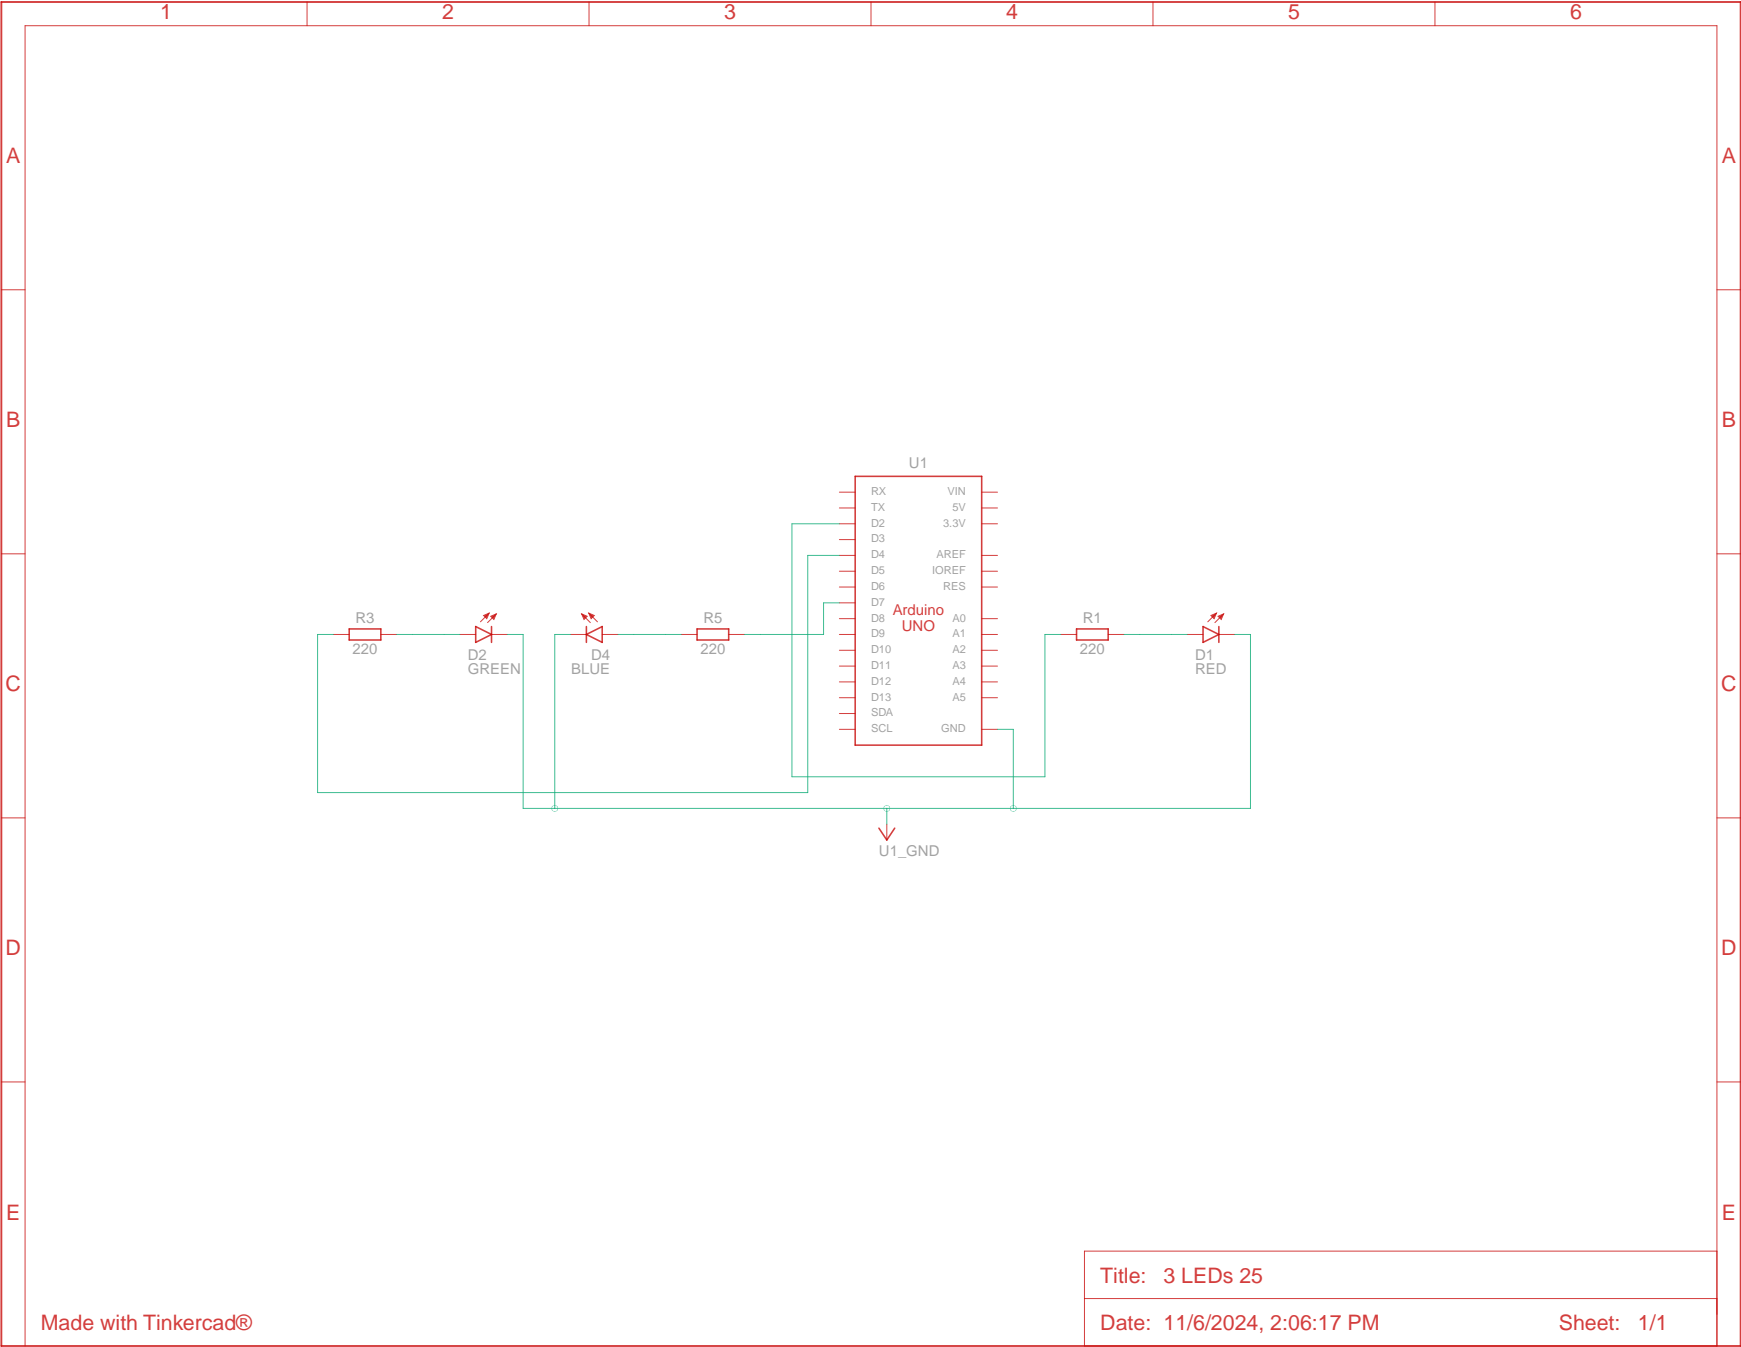 1 2 3 4 5 6
A A
B B
U1
RX VIN
TX 5V
D2 3.3V
D3
D4 AREF
D5 IOREF
D6 RES
D7
Arduino
UNO
D8 A0
D9 A1
D10 A2
D11 A3
D12 A4
D13 A5
SDA
SCL GND
R3
220
D2
GREEN
D4
BLUE
R5
220
R1
220
D1
RED
C C
U1_GND
D D
E E
Title: 3 LEDs 25
Made with Tinkercad®
Date: 11/6/2024, 2:06:17 PM Sheet: 1/1